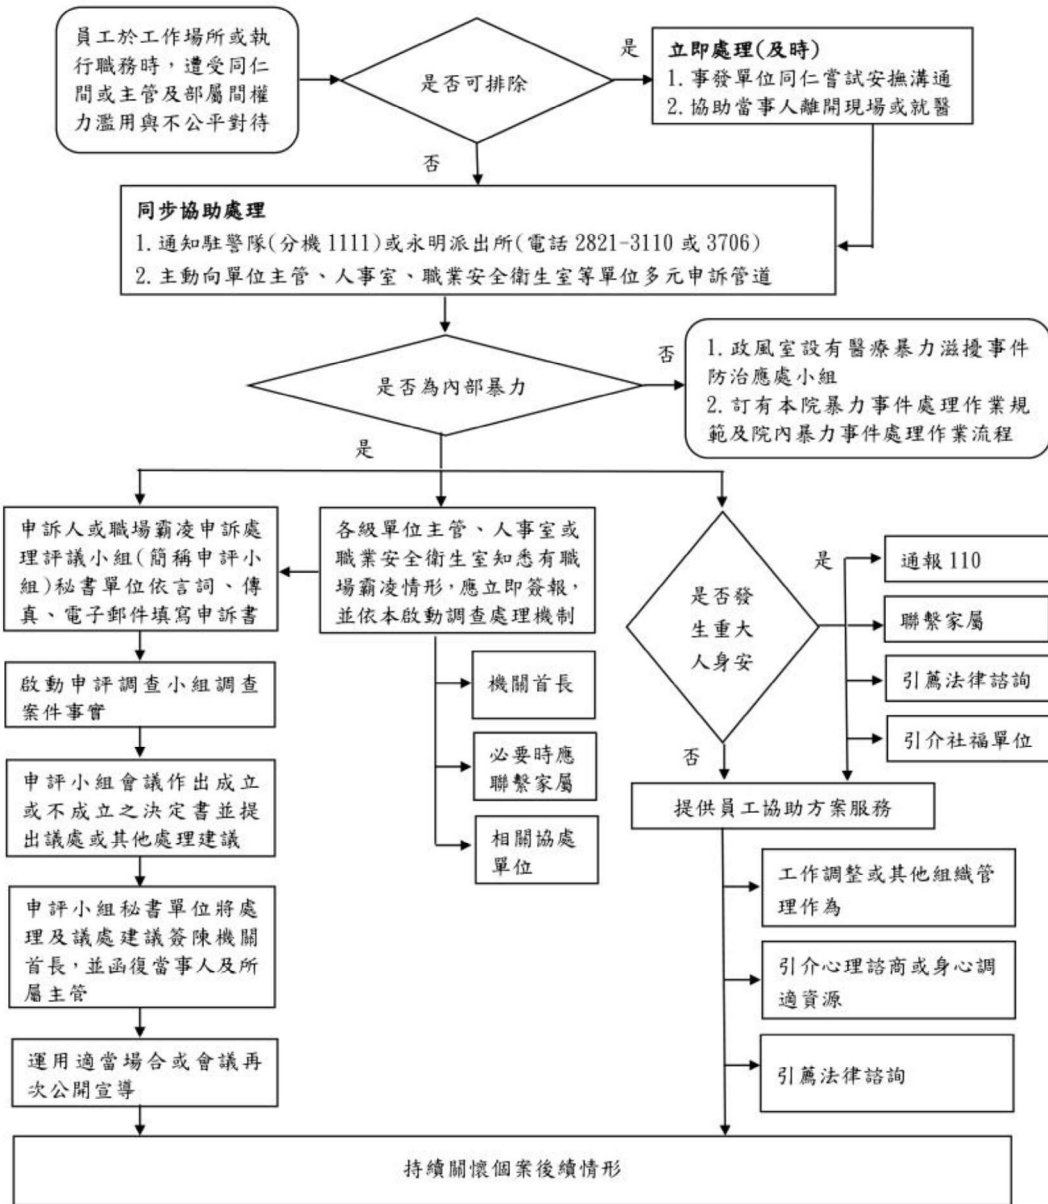 員工於工作場所或執
行職務時，遭受同仁
間或主管及部屬間權
力濫用與不公平對待
是否可排除
是
立即處理(及時)
1. 事發單位同仁嘗試安撫溝通
2. 協助當事人離開現場或就醫
否
同步協助處理
1. 通知駐警隊(分機 1111)或永明派出所(電話 2821-3110 或 3706)
2. 主動向單位主管、人事室、職業安全衛生室等單位多元申訴管道
是否為內部暴力
否
1. 政風室設有醫療暴力滋擾事件
防治應處小組
2. 訂有本院暴力事件處理作業規
範及院內暴力事件處理作業流程
是
申訴人或職場霸凌申訴處
理評議小組(簡稱申評小
組)秘書單位依言詞、傳
真、電子郵件填寫申訴書
啟動申評調查小組調查
案件事實
申評小組會議作出成立
或不成立之決定書並提
出議處或其他處理建議
申評小組秘書單位將處
理及議處建議簽陳機關
首長，並函復當事人及所
屬主管
運用適當場合或會議再
次公開宣導
各級單位主管、人事室或
職業安全衛生室知悉有職
場霸凌情形，應立即簽報，
並依本啟動調查處理機制
機關首長
必要時應
聯繫家屬
相關協處
單位
是否發
生重大
人身安
是
通報 110
聯繫家屬
引薦法律諮詢
引介社福單位
否
提供員工協助方案服務
工作調整或其他組織管
理作為
引介心理諮商或身心調
適資源
引薦法律諮詢
持續關懷個案後續情形